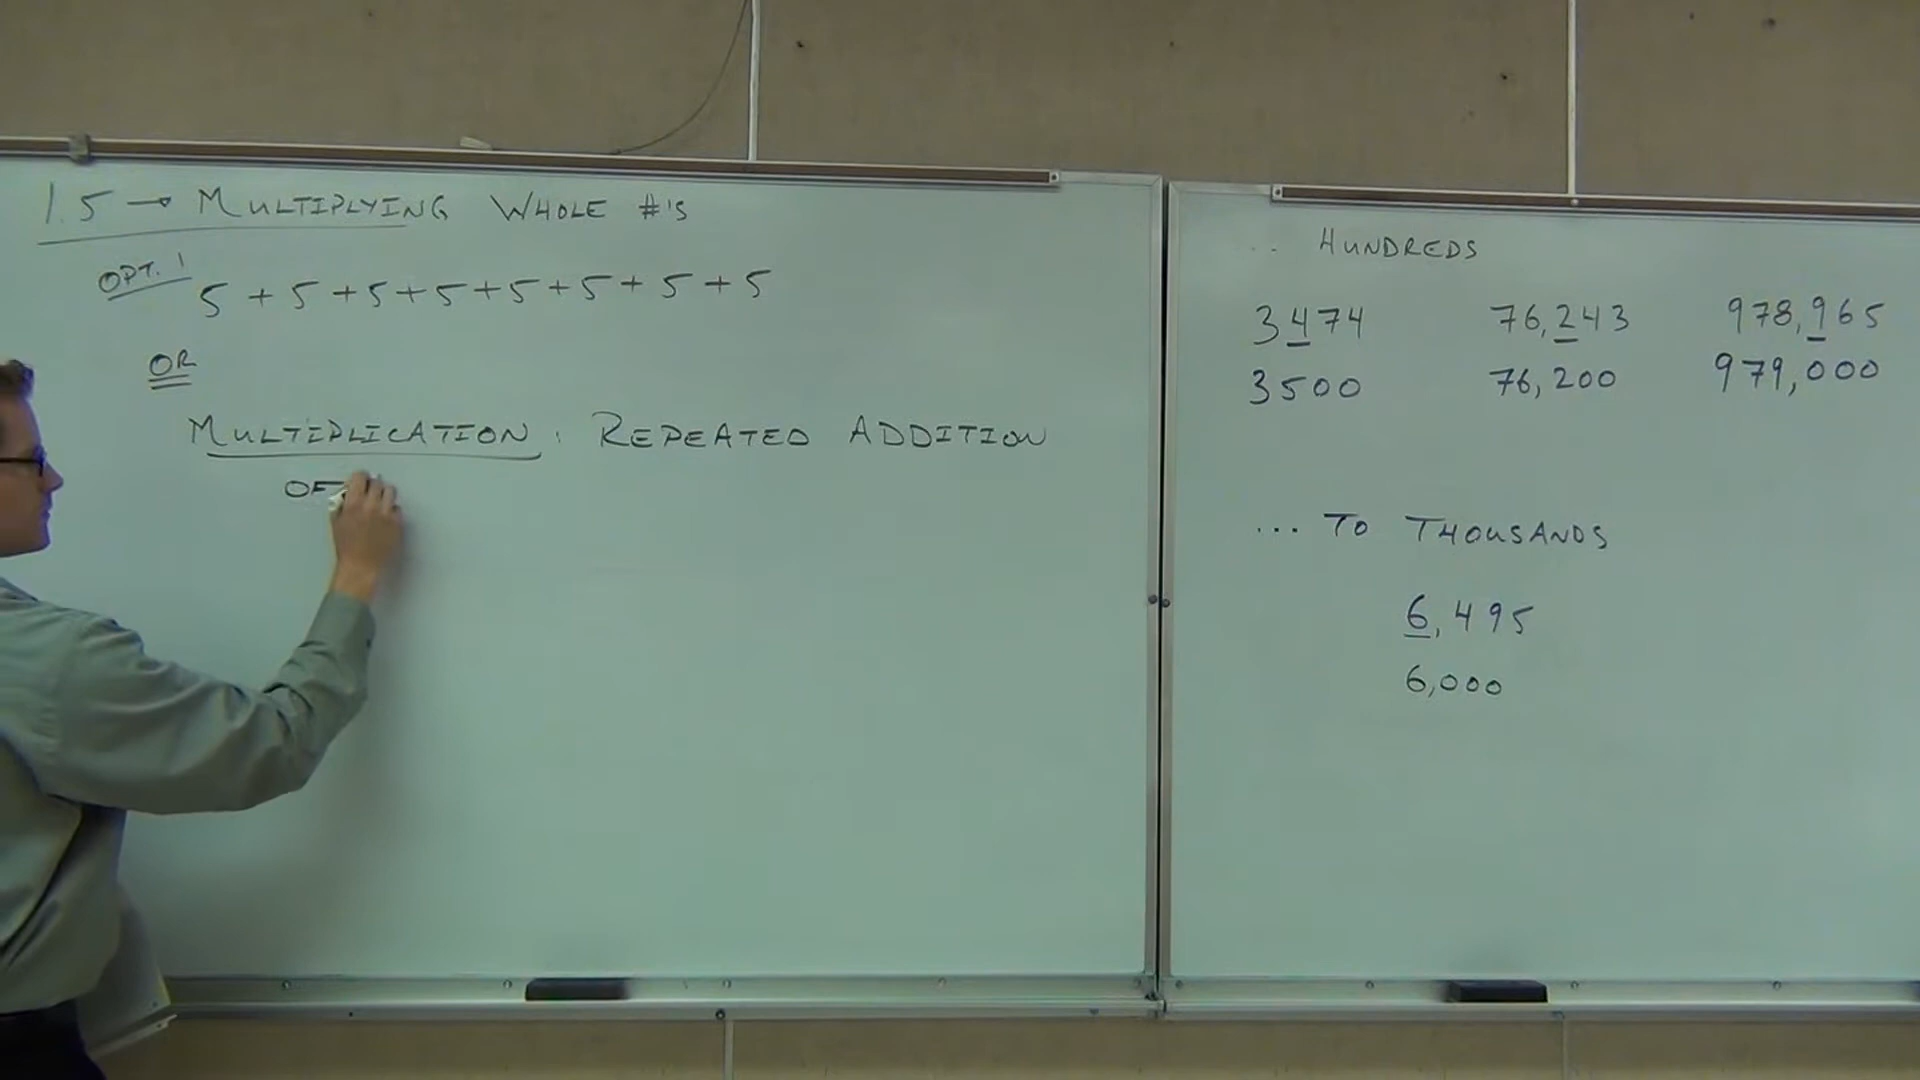 1.5 → MULTIPLYING WHOLE #'S
OPT. 1 5 + 5 + 5 + 5 + 5 + 5 + 5 + 5
OR
MULTIPLICATION : REPEATED ADDITION
OF
... HUNDREDS
3474 76,243 978,965
3500 76,200 979,000
... TO THOUSANDS
6,495
6,000